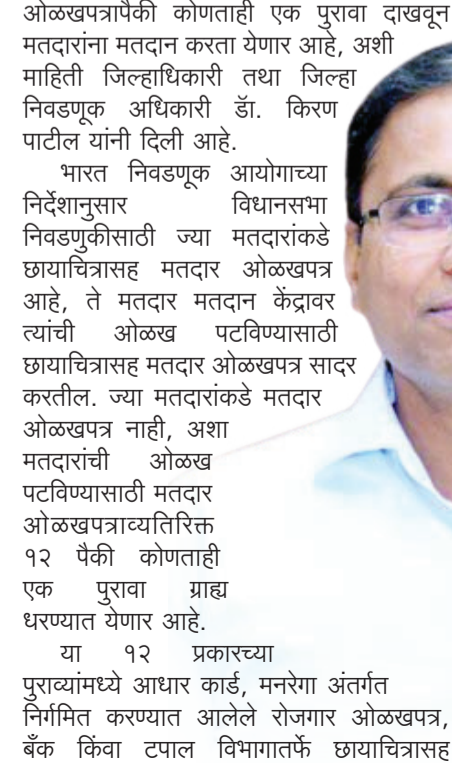 ओळखपत्रापैकी कोणताही एक पुरावा दाखवून
मतदारांना मतदान करता येणार आहे, अशी
माहिती जिल्हाधिकारी तथा जिल्हा
निवडणूक अधिकारी डॅा. किरण
पाटील यांनी दिली आहे.
भारत निवडणूक आयोगाच्या
निर्देशानुसार विधानसभा
निवडणुकीसाठी ज्या मतदारांकडे
छायाचित्रासह मतदार ओळखपत्र
आहे, ते मतदार मतदान केंद्रावर
त्यांची ओळख पटविण्यासाठी
छायाचित्रासह मतदार ओळखपत्र सादर
करतील. ज्या मतदारांकडे मतदार
ओळखपत्र नाही, अशा
मतदारांची ओळख
पटविण्यासाठी मतदार
ओळखपत्राव्यतिरिक्त
१२ पैकी कोणताही
एक पुरावा ग्राह्य
धरण्यात येणार आहे.
या १२ प्रकारच्या
पुराव्यांमध्ये आधार कार्ड, मनरेगा अंतर्गत
निर्गमित करण्यात आलेले रोजगार ओळखपत्र,
बँक किंवा टपाल विभागातर्फे छायाचित्रासह